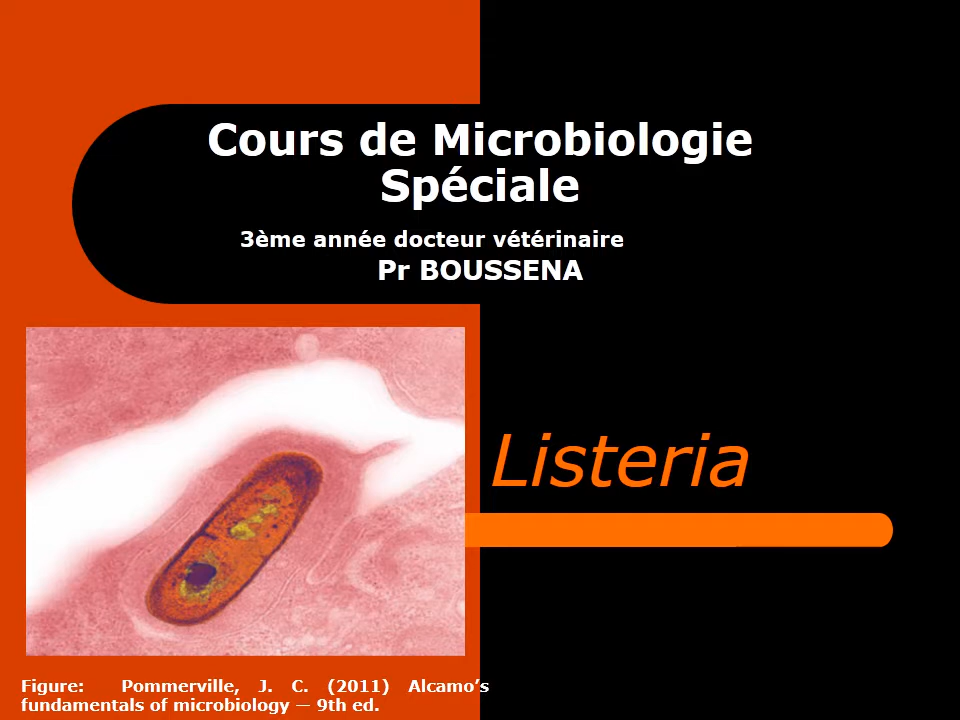 Cours de Microbiologie
Spéciale
3ème année docteur vétérinaire
Pr BOUSSENA
Listeria
Figure: Pommerville, J. C. (2011) Alcamo’s
fundamentals of microbiology — 9th ed.